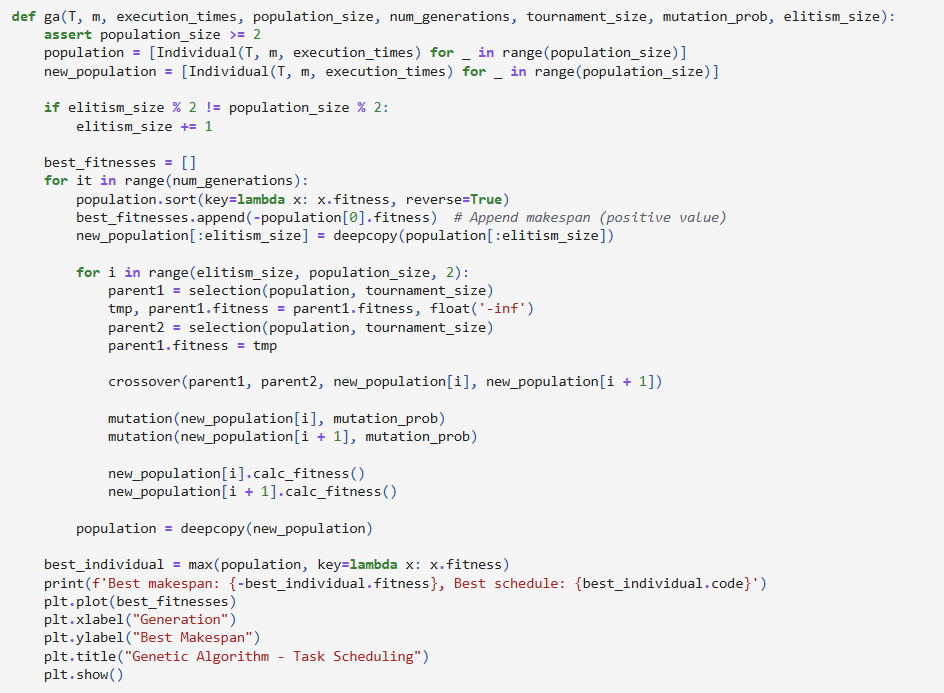 def ga(T, m, execution_times, population_size, num_generations, tournament_size, mutation_prob, elitism_size):
    assert population_size >= 2
    population = [Individual(T, m, execution_times) for _ in range(population_size)]
    new_population = [Individual(T, m, execution_times) for _ in range(population_size)]

    if elitism_size % 2 != population_size % 2:
        elitism_size += 1

    best_fitnesses = []
    for it in range(num_generations):
        population.sort(key=lambda x: x.fitness, reverse=True)
        best_fitnesses.append(-population[0].fitness)  # Append makespan (positive value)
        new_population[:elitism_size] = deepcopy(population[:elitism_size])

        for i in range(elitism_size, population_size, 2):
            parent1 = selection(population, tournament_size)
            tmp, parent1.fitness = parent1.fitness, float('-inf')
            parent2 = selection(population, tournament_size)
            parent1.fitness = tmp

            crossover(parent1, parent2, new_population[i], new_population[i + 1])

            mutation(new_population[i], mutation_prob)
            mutation(new_population[i + 1], mutation_prob)

            new_population[i].calc_fitness()
            new_population[i + 1].calc_fitness()

        population = deepcopy(new_population)

    best_individual = max(population, key=lambda x: x.fitness)
    print(f'Best makespan: {-best_individual.fitness}, Best schedule: {best_individual.code}')
    plt.plot(best_fitnesses)
    plt.xlabel("Generation")
    plt.ylabel("Best Makespan")
    plt.title("Genetic Algorithm - Task Scheduling")
    plt.show()